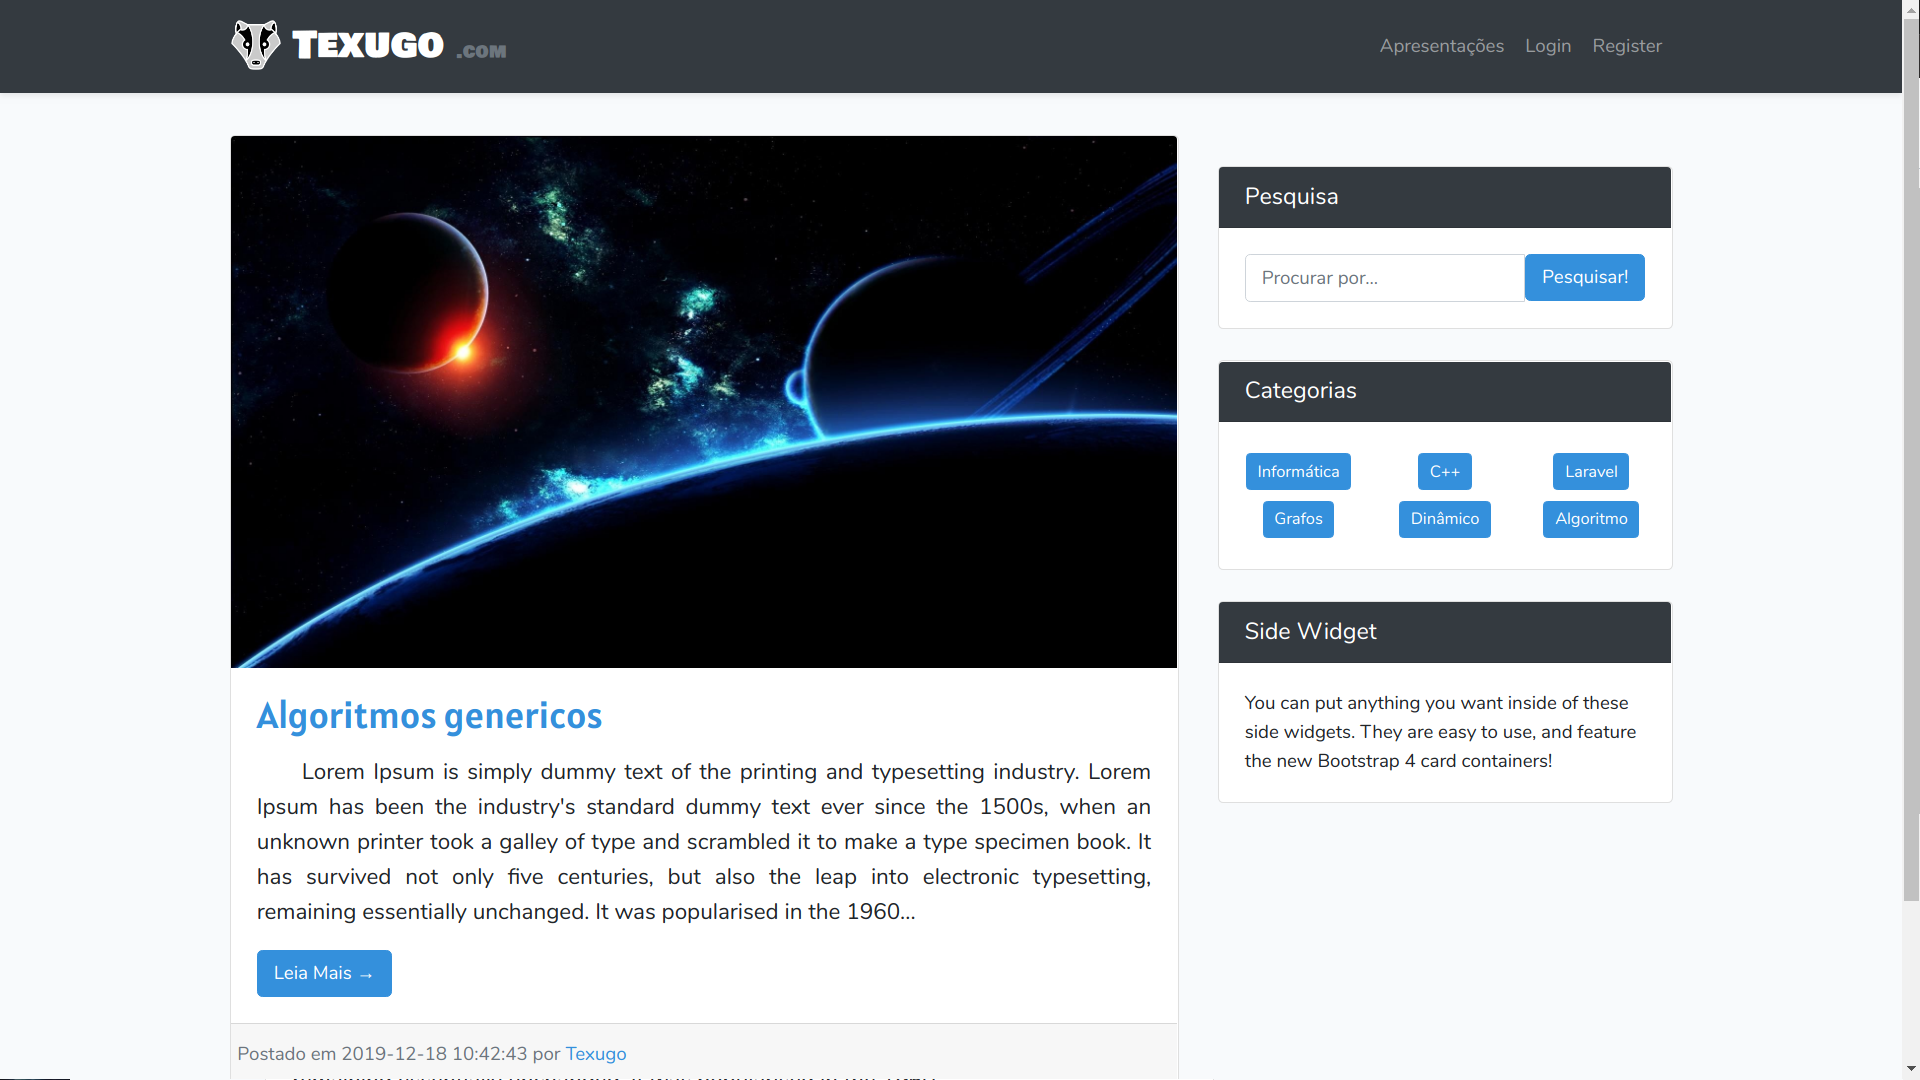 Texugo .com
Apresentações Login Register
Pesquisa
Procurar por...
Pesquisar!
Categorias
Informática C++ Laravel
Grafos Dinâmico Algoritmo
Side Widget
You can put anything you want inside of these
side widgets. They are easy to use, and feature
the new Bootstrap 4 card containers!
Algoritmos genericos
Lorem Ipsum is simply dummy text of the printing and typesetting industry. Lorem
Ipsum has been the industry's standard dummy text ever since the 1500s, when an
unknown printer took a galley of type and scrambled it to make a type specimen book. It
has survived not only five centuries, but also the leap into electronic typesetting,
remaining essentially unchanged. It was popularised in the 1960...
Leia Mais →
Postado em 2019-12-18 10:42:43 por Texugo